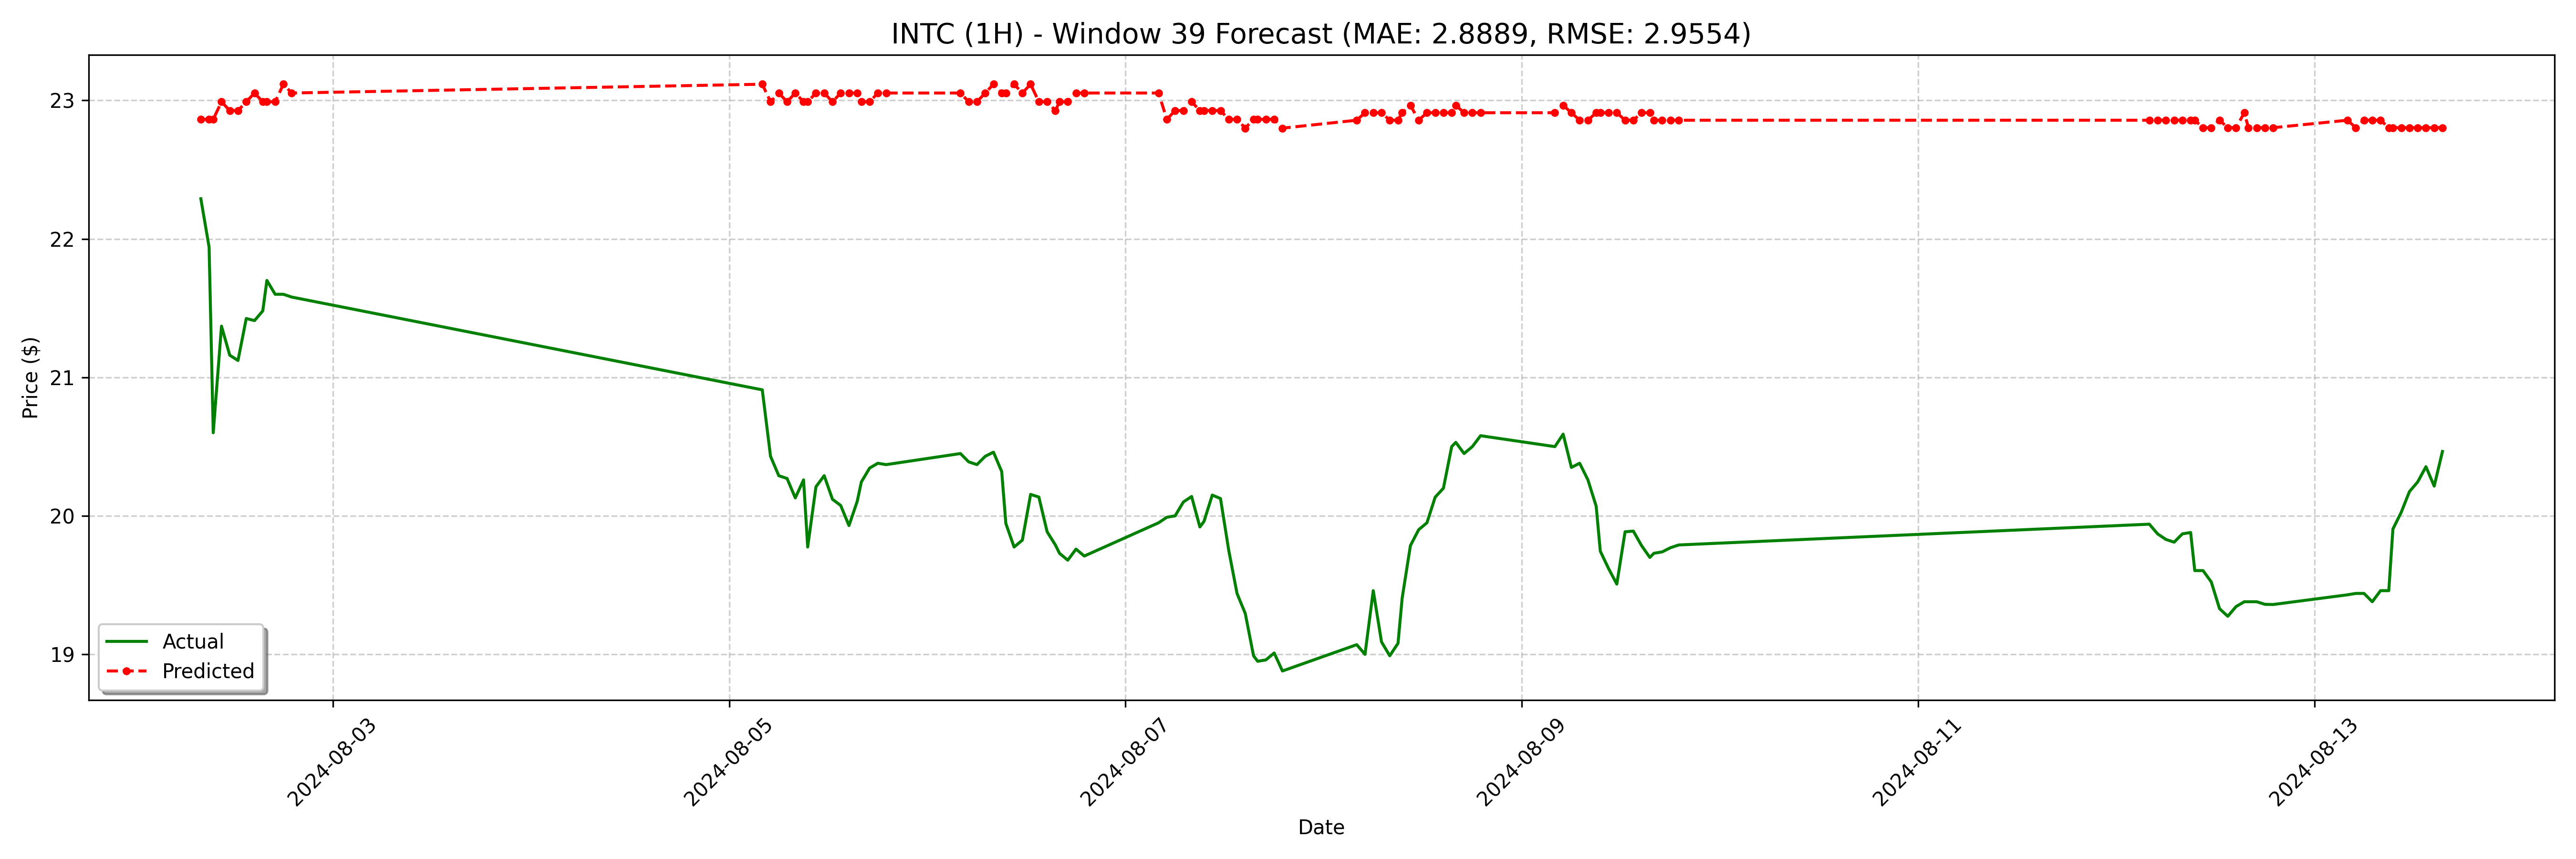 INTC (1H) - Window 39 Forecast (MAE: 2.8889, RMSE: 2.9554)
Price ($)
23
22
21
20
19
Actual
Predicted
2024-08-03
2024-08-05
2024-08-07
2024-08-09
2024-08-11
2024-08-13
Date